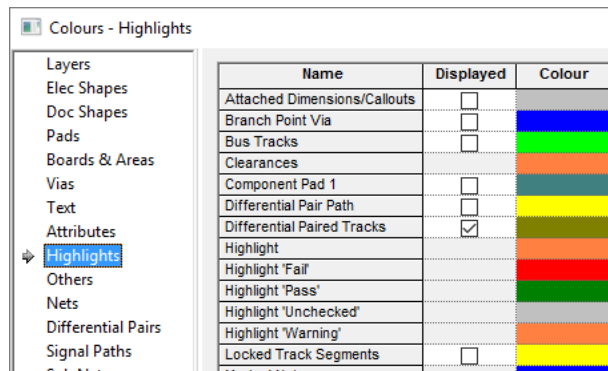 Colours - Highlights
Layers
Elec Shapes
Doc Shapes
Pads
Boards & Areas
Vias
Text
Attributes
Highlights
Others
Nets
Differential Pairs
Signal Paths
Name Displayed Colour
Attached Dimensions/Callouts
Branch Point Via
Bus Tracks
Clearances
Component Pad 1
Differential Pair Path
Differential Paired Tracks
Highlight
Highlight 'Fail'
Highlight 'Pass'
Highlight 'Unchecked'
Highlight 'Warning'
Locked Track Segments